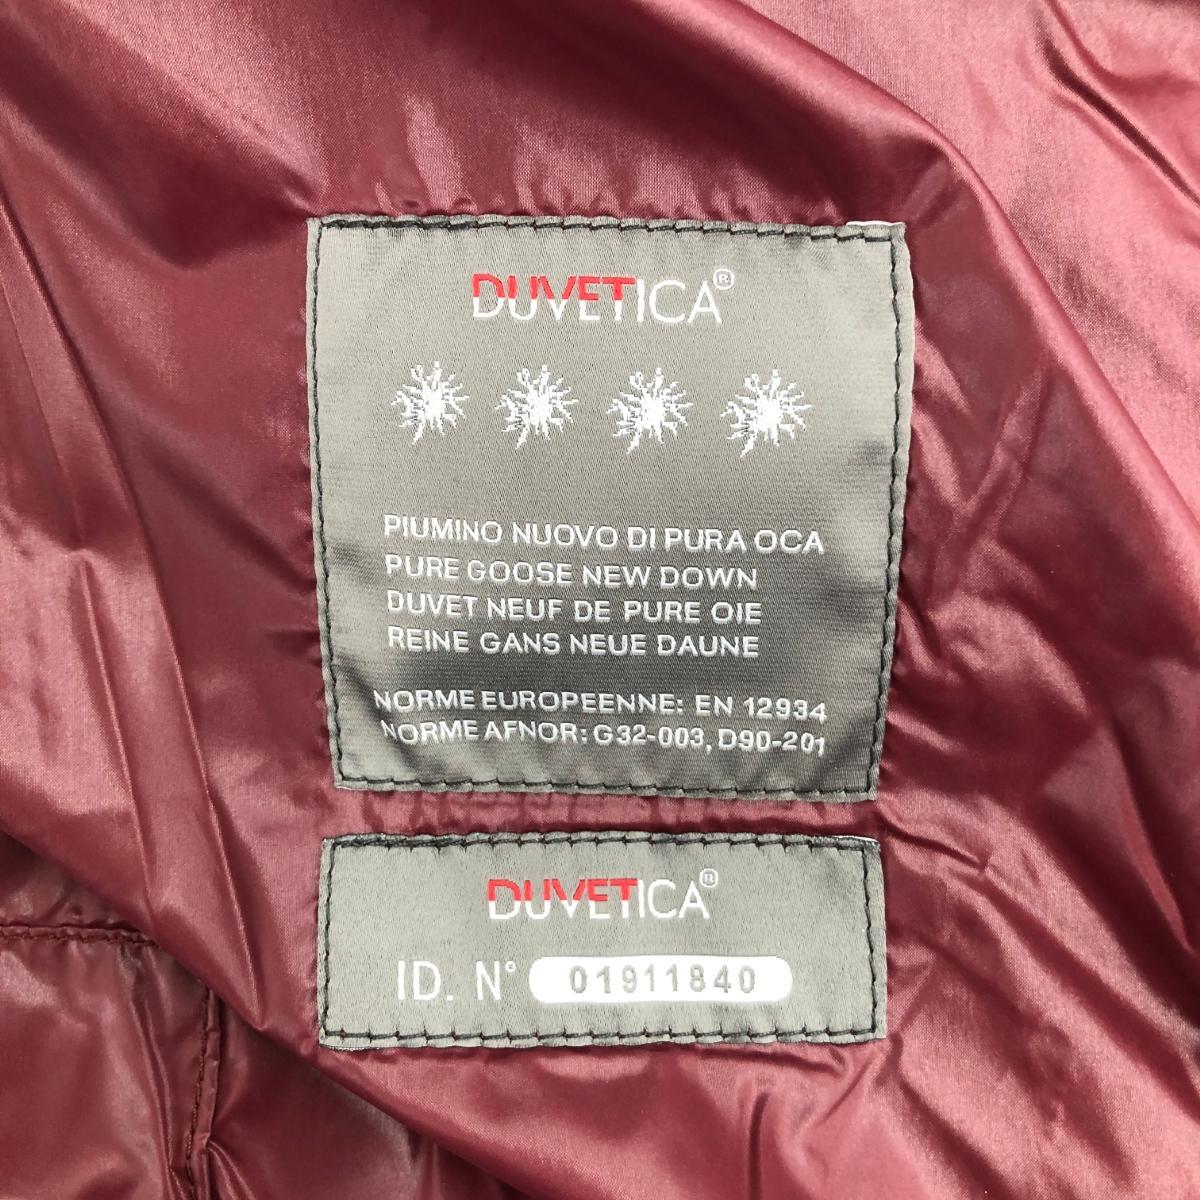 DUVETICA®
PIUMINO NUOVO DI PURA OCA
PURE GOOSE NEW DOWN
DUVET NEUF DE PURE OIE
REINE GANS NEUE DAUNE
NORME EUROPEENNE: EN 12934
NORME AFNOR: G32-003, D90-201
DUVETICA®
ID. N° 01911840